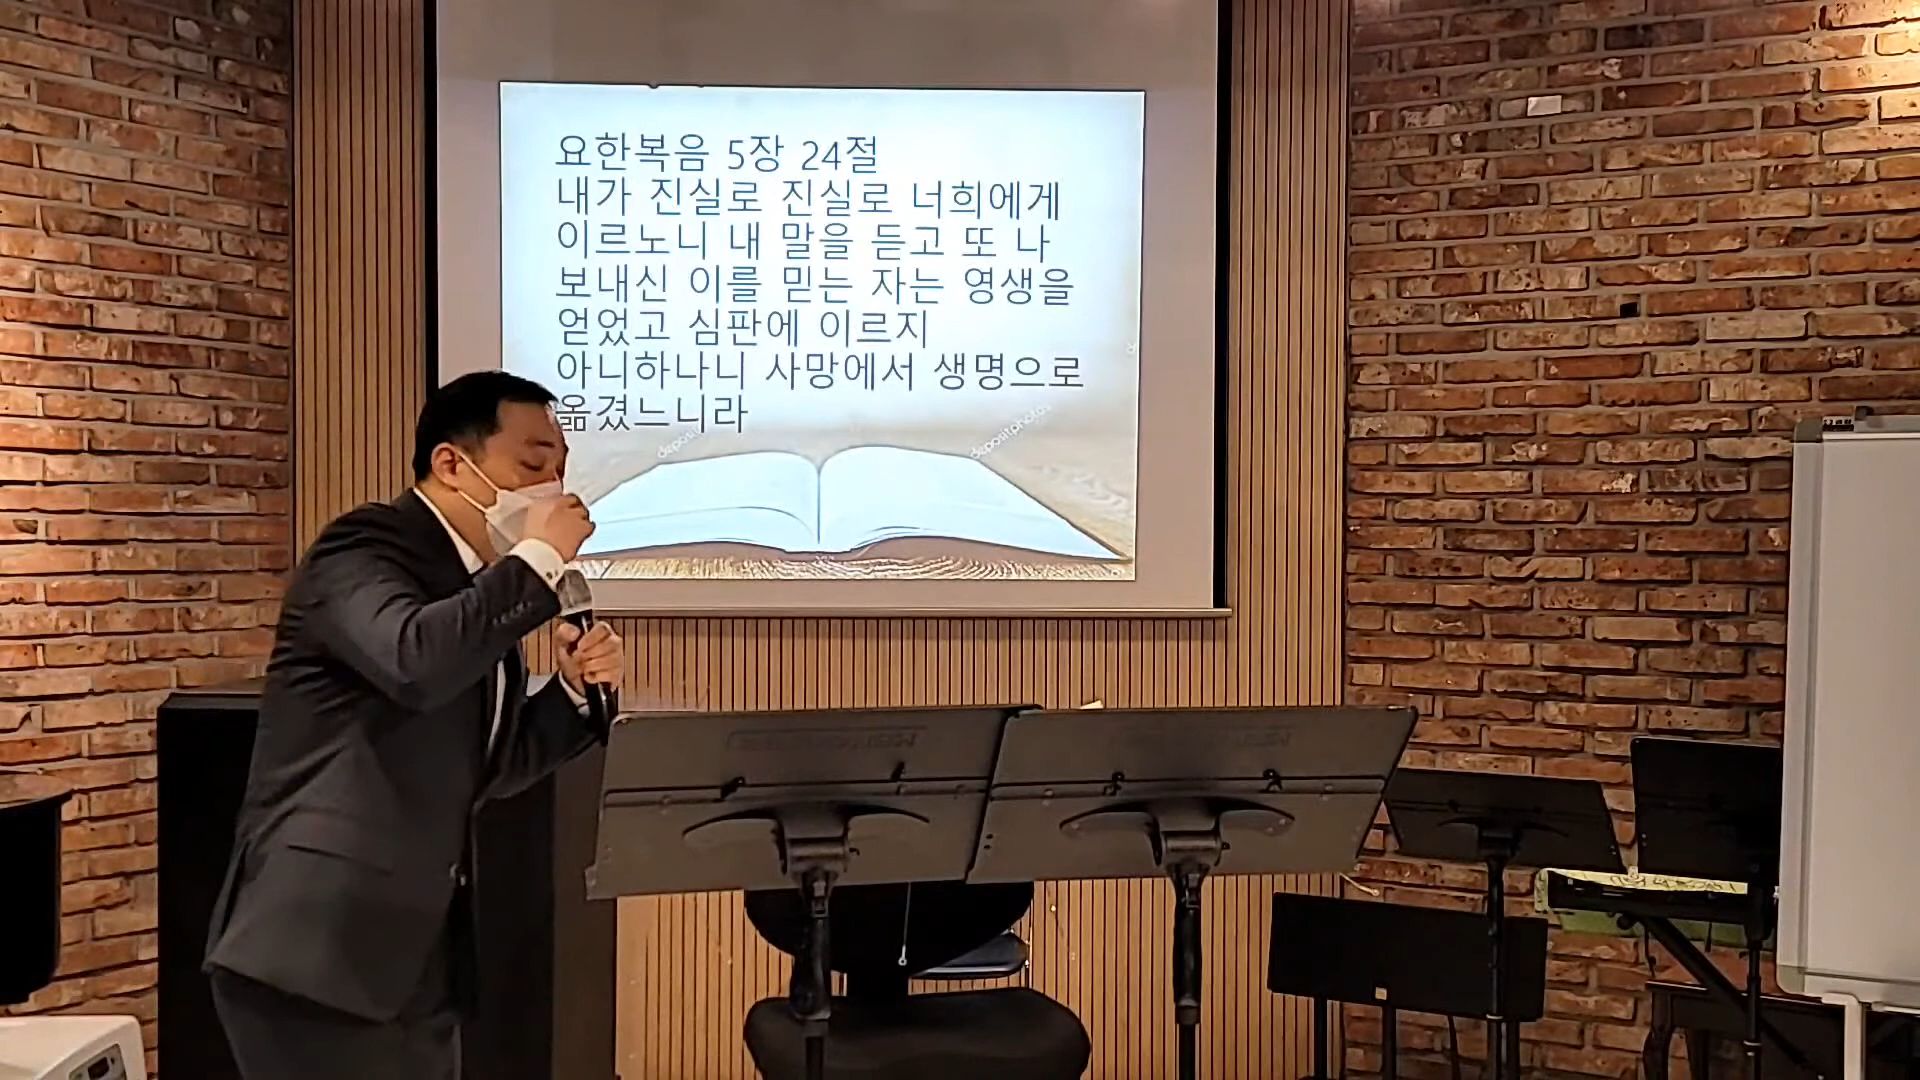 요한복음 5장 24절
내가 진실로 진실로 너희에게
이르노니 내 말을 듣고 또 나
보내신 이를 믿는 자는 영생을
얻었고 심판에 이르지
아니하나니 사망에서 생명으로
옮겼느니라
depositphotos